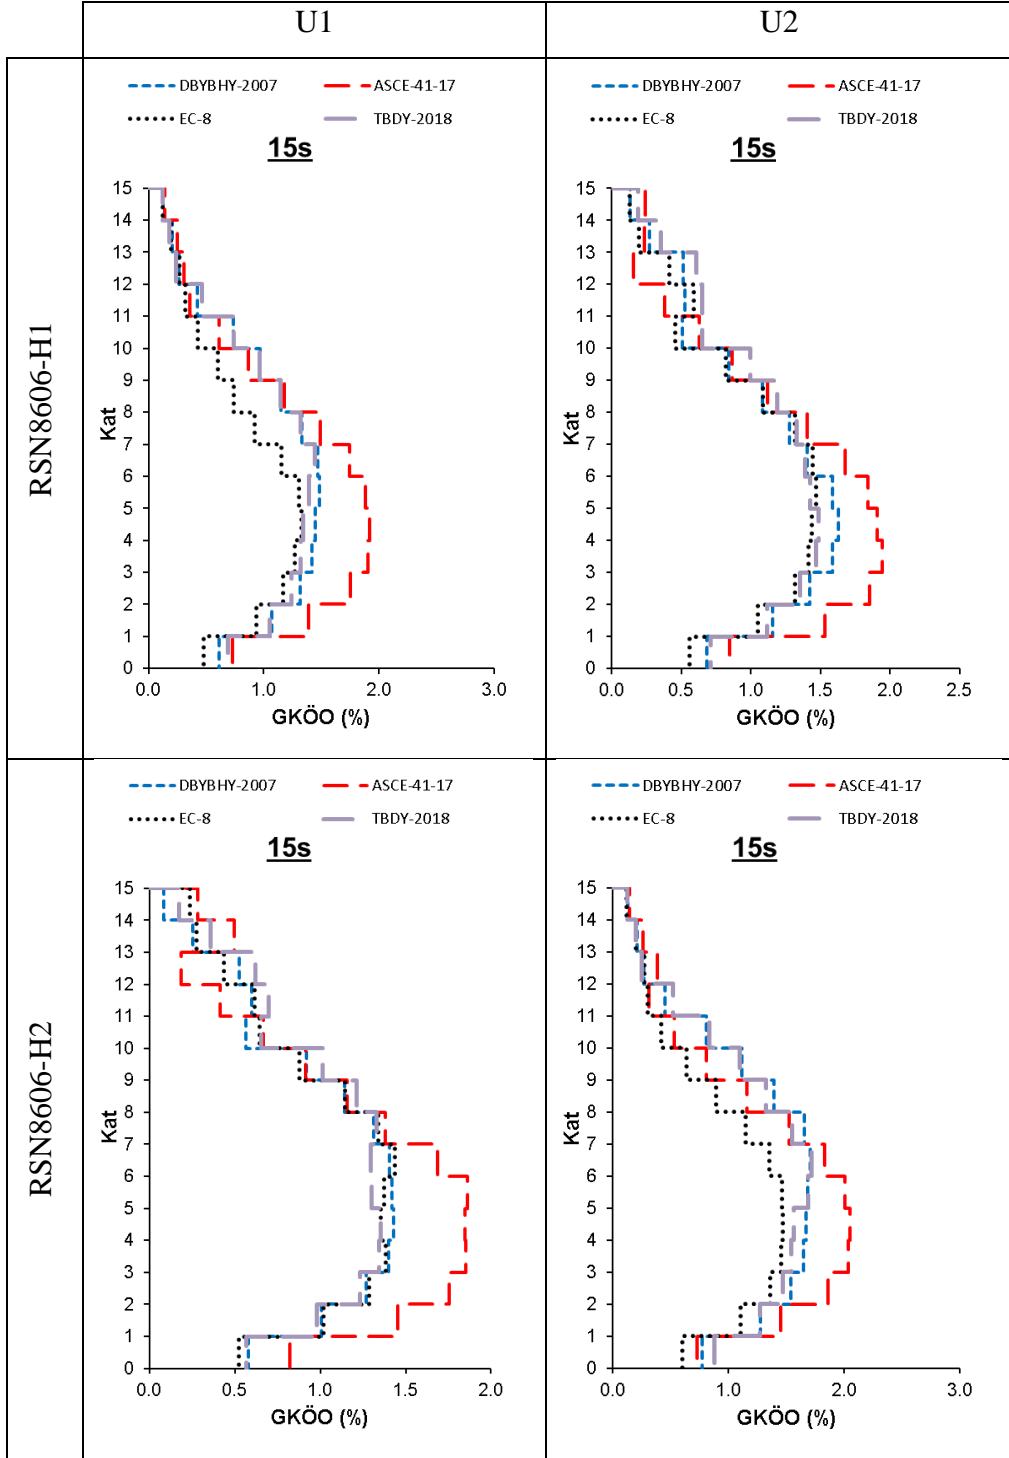 U1
U2
RSN8606-H1
DBYBHY-2007
ASCE-41-17
EC-8
TBDY-2018
15s
15
14
13
12
11
10
9
8
7
6
5
4
3
2
1
0
Kat
0.0 1.0 2.0 3.0
GKÖO (%)
DBYBHY-2007
ASCE-41-17
EC-8
TBDY-2018
15s
15
14
13
12
11
10
9
8
7
6
5
4
3
2
1
0
Kat
0.0 0.5 1.0 1.5 2.0 2.5
GKÖO (%)
RSN8606-H2
DBYBHY-2007
ASCE-41-17
EC-8
TBDY-2018
15s
15
14
13
12
11
10
9
8
7
6
5
4
3
2
1
0
Kat
0.0 0.5 1.0 1.5 2.0
GKÖO (%)
DBYBHY-2007
ASCE-41-17
EC-8
TBDY-2018
15s
15
14
13
12
11
10
9
8
7
6
5
4
3
2
1
0
Kat
0.0 1.0 2.0 3.0
GKÖO (%)